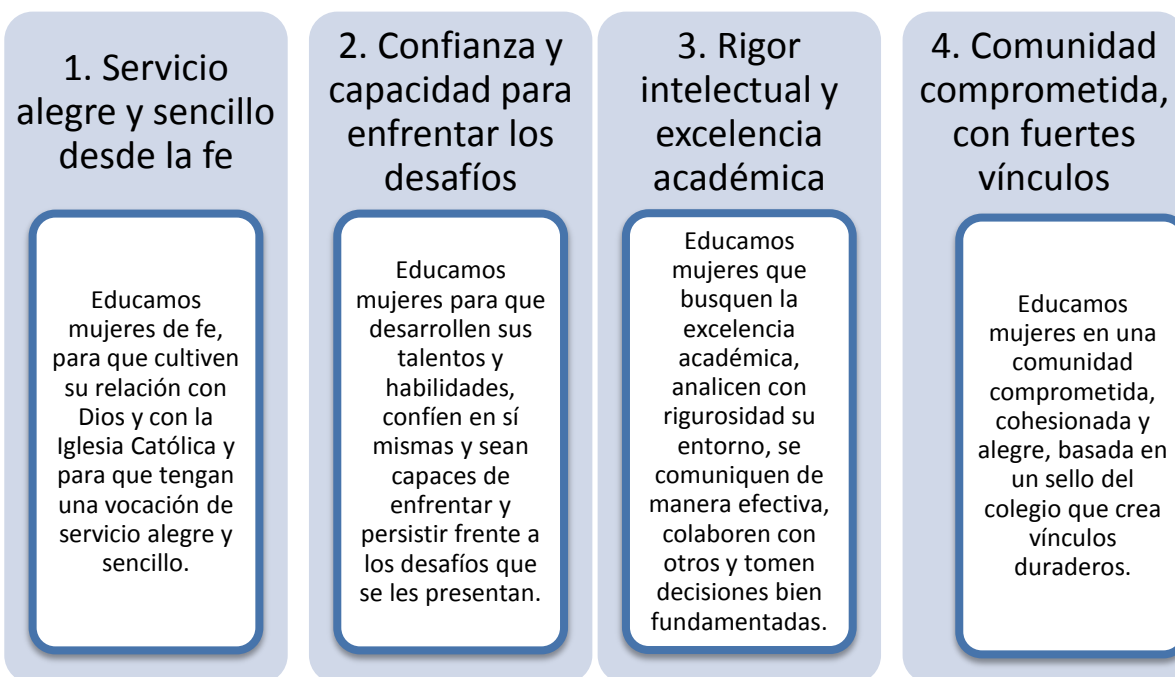 1. Servicio
alegre y sencillo
desde la fe
Educamos
mujeres de fe,
para que cultiven
su relación con
Dios y con la
Iglesia Católica y
para que tengan
una vocación de
servicio alegre y
sencillo.
2. Confianza y
capacidad para
enfrentar los
desafíos
Educamos
mujeres para que
desarrollen sus
talentos y
habilidades,
confíen en sí
mismas y sean
capaces de
enfrentar y
persistir frente a
los desafíos que
se les presentan.
3. Rigor
intelectual y
excelencia
académica
Educamos
mujeres que
busquen la
excelencia
académica,
analicen con
rigurosidad su
entorno, se
comuniquen de
manera efectiva,
colaboren con
otros y tomen
decisiones bien
fundamentadas.
4. Comunidad
comprometida,
con fuertes
vínculos
Educamos
mujeres en una
comunidad
comprometida,
cohesionada y
alegre, basada en
un sello del
colegio que crea
vínculos
duraderos.